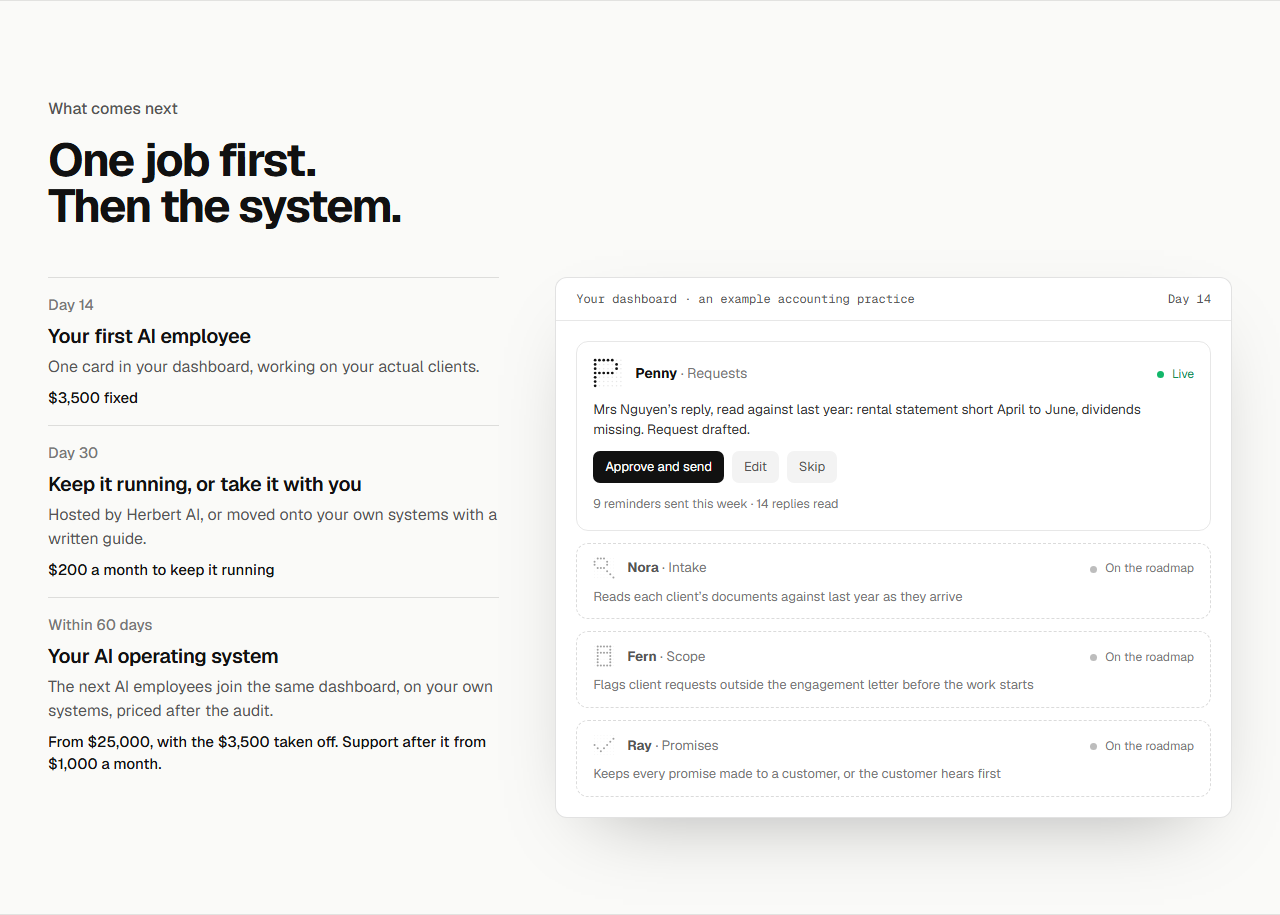 What comes next
One job first.
Then the system.
Day 14
Your first AI employee
One card in your dashboard, working on your actual clients.
$3,500 fixed
Day 30
Keep it running, or take it with you
Hosted by Herbert AI, or moved onto your own systems with a
written guide.
$200 a month to keep it running
Within 60 days
Your AI operating system
The next AI employees join the same dashboard, on your own
systems, priced after the audit.
From $25,000, with the $3,500 taken off. Support after it from
$1,000 a month.
Your dashboard · an example accounting practice
Day 14
Penny · Requests
Live
Mrs Nguyen’s reply, read against last year: rental statement short April to June, dividends
missing. Request drafted.
Approve and send
Edit
Skip
9 reminders sent this week · 14 replies read
Nora · Intake
On the roadmap
Reads each client’s documents against last year as they arrive
Fern · Scope
On the roadmap
Flags client requests outside the engagement letter before the work starts
Ray · Promises
On the roadmap
Keeps every promise made to a customer, or the customer hears first